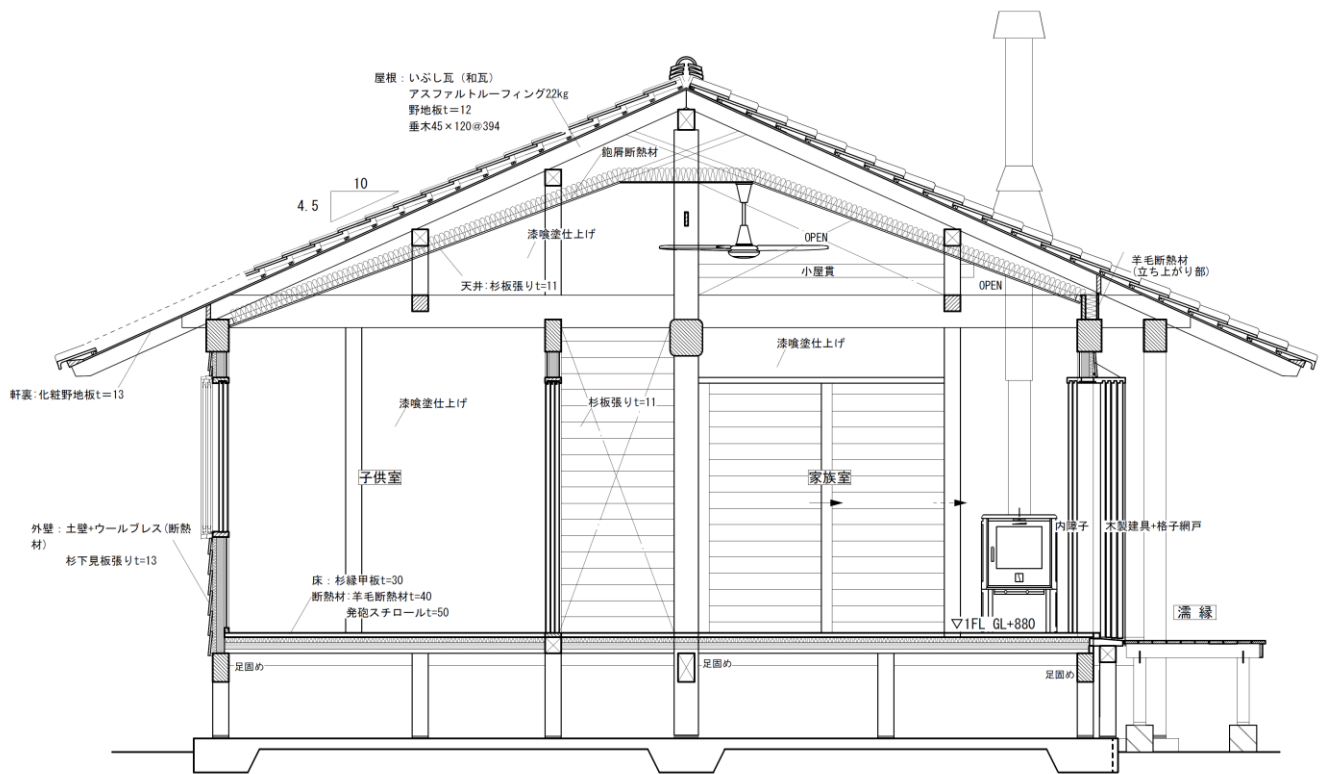 屋根：いぶし瓦（和瓦）
アスファルトルーフィング22kg
野地板t＝12
垂木45×120@394
鉋屑断熱材
10
4.5
漆喰塗仕上げ
OPEN
羊毛断熱材
(立ち上がり部)
小屋貫
天井:杉板張りt=11
OPEN
漆喰塗仕上げ
軒裏:化粧野地板t＝13
漆喰塗仕上げ
杉板張りt=11
子供室
家族室
外壁：土壁+ウールブレス(断熱
材)
杉下見板張りt=13
内障子
木製建具+格子網戸
床：杉縁甲板t=30
断熱材:羊毛断熱材t=40
発砲スチロールt=50
▽1FL GL+880
濡 縁
足固め
足固め
足固め